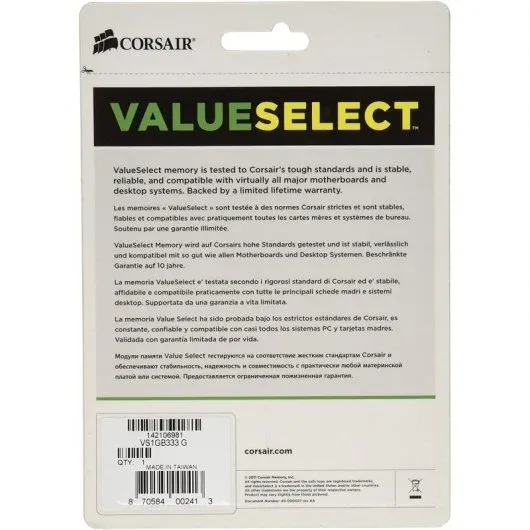 CORSAIR
VALUESELECT™
ValueSelect memory is tested to Corsair's tough standards and is stable,
reliable, and compatible with virtually all major motherboards and
desktop systems. Backed by a limited lifetime warranty.
Les memoires « ValueSelect » sont testée à des normes Corsair strictes et sont stables,
fiables et compatibles avec pratiquement toutes les cartes mères et systèmes de bureau.
Soutenu par une garantie illimitée.
ValueSelect Memory wird auf Corsairs hohe Standards getestet und ist stabil, verlässlich
und kompatibel mit so gut wie allen Motherboards und Desktop Systemen. Beschränkte
Garantie auf 10 jahre.
La memoria ValueSelect e' testata secondo i rigorosi standard di Corsair ed e' stabile,
affidabile e compatibile praticamente con tutte le principali schede madri e sistemi
desktop. Supportata da una garanzia a vita limitata.
La memoria Value Select ha sido probada bajo los estrictos estándares de Corsair, es
constante, confiable y compatible con casi todos los sistemas PC y tarjetas madres.
Validada con garantía limitada de por vida.
Модули памяти Value Select тестируются на соответствие жестким стандартам Corsair и
обеспечивают стабильность, надежность и совместимость с практически любой материнской
платой или системой. Предоставляется ограниченная пожизненная гарантия.
142106981
VS1GB333 G
QTY: 1
MADE IN TAIWAN
8 70584 00241 3
corsair.com
© 2011 Corsair Memory, Inc.